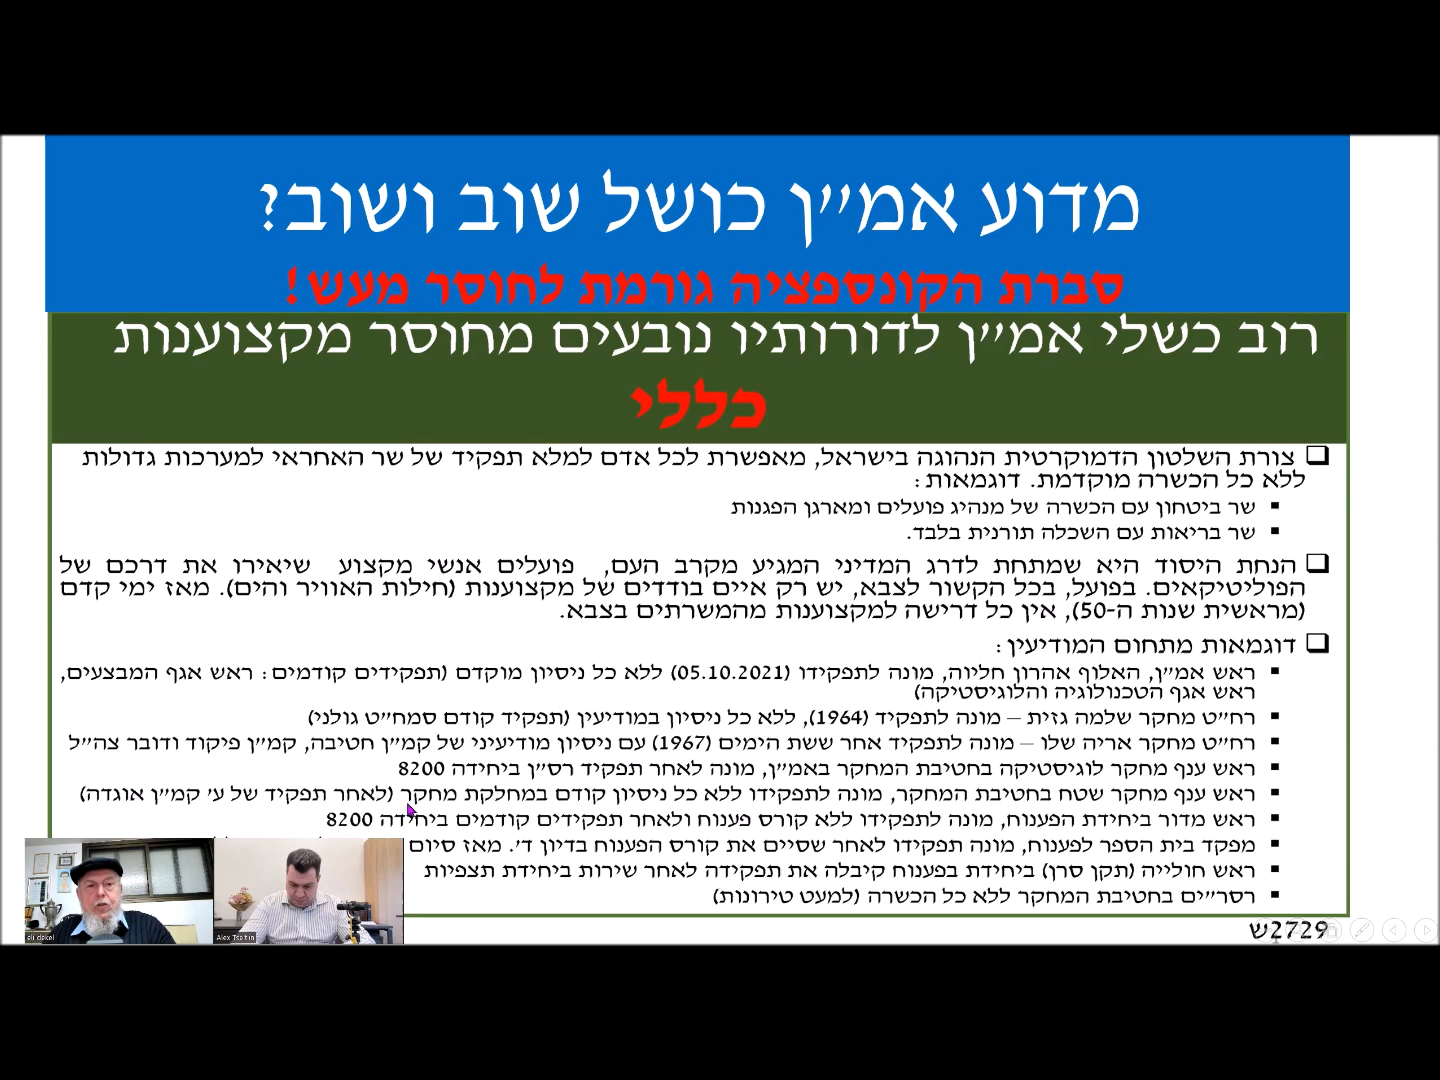 מדוע אמ״ן כושל שוב ושוב?
סברת הקונספציה גורמת לחוסר מעש!
רוב כשלי אמ״ן לדורותיו נובעים מחוסר מקצוענות
כללי
❑ צורת השלטון הדמוקרטית הנהוגה בישראל, מאפשרת לכל אדם למלא תפקיד של שר האחראי למערכות גדולות
ללא כל הכשרה מוקדמת. דוגמאות:
▪ שר ביטחון עם הכשרה של מנהיג פועלים ומארגן הפגנות
▪ שר בריאות עם השכלה תורנית בלבד.
❑ הנחת היסוד היא שמתחת לדרג המדיני המגיע מקרב העם, פועלים אנשי מקצוע שיאירו את דרכם של
הפוליטיקאים. בפועל, בכל הקשור לצבא, יש רק איים בודדים של מקצוענות (חילות האוויר והים). מאז ימי קדם
(מראשית שנות ה-50), אין כל דרישה למקצוענות מהמשרתים בצבא.
❑ דוגמאות מתחום המודיעין:
▪ ראש אמ״ן, האלוף אהרון חליוה, מונה לתפקידו (05.10.2021) ללא כל ניסיון מוקדם (תפקידים קודמים: ראש אגף המבצעים,
ראש אגף הטכנולוגיה והלוגיסטיקה)
▪ רח״ט מחקר שלמה גזית – מונה לתפקיד (1964), ללא כל ניסיון במודיעין (תפקיד קודם סמח״ט גולני)
▪ רח״ט מחקר אריה שלו – מונה לתפקיד אחר ששת הימים (1967) עם ניסיון מודיעיני של קמ״ן חטיבה, קמ״ן פיקוד ודובר צה״ל
▪ ראש ענף מחקר לוגיסטיקה בחטיבת המחקר באמ״ן, מונה לאחר תפקיד רס״ן ביחידה 8200
▪ ראש ענף מחקר שטח בחטיבת המחקר, מונה לתפקידו ללא כל ניסיון קודם במחלקת מחקר (לאחר תפקיד של ע׳ קמ״ן אוגדה)
▪ ראש מדור ביחידת הפענוח, מונה לתפקידו ללא קורס פענוח ולאחר תפקידים קודמים ביחידה 8200
▪ מפקד בית הספר לפענוח, מונה תפקידו לאחר שסיים את קורס הפענוח בדיון ד׳. מאז סיום
▪ ראש חולייה (תקן סרן) ביחידת בפענוח קיבלה את תפקידה לאחר שירות ביחידת תצפיות
▪ רסר״ים בחטיבת המחקר ללא כל הכשרה (למעט טירונות)
eli dekel
Alex Tseitlin
2729ש